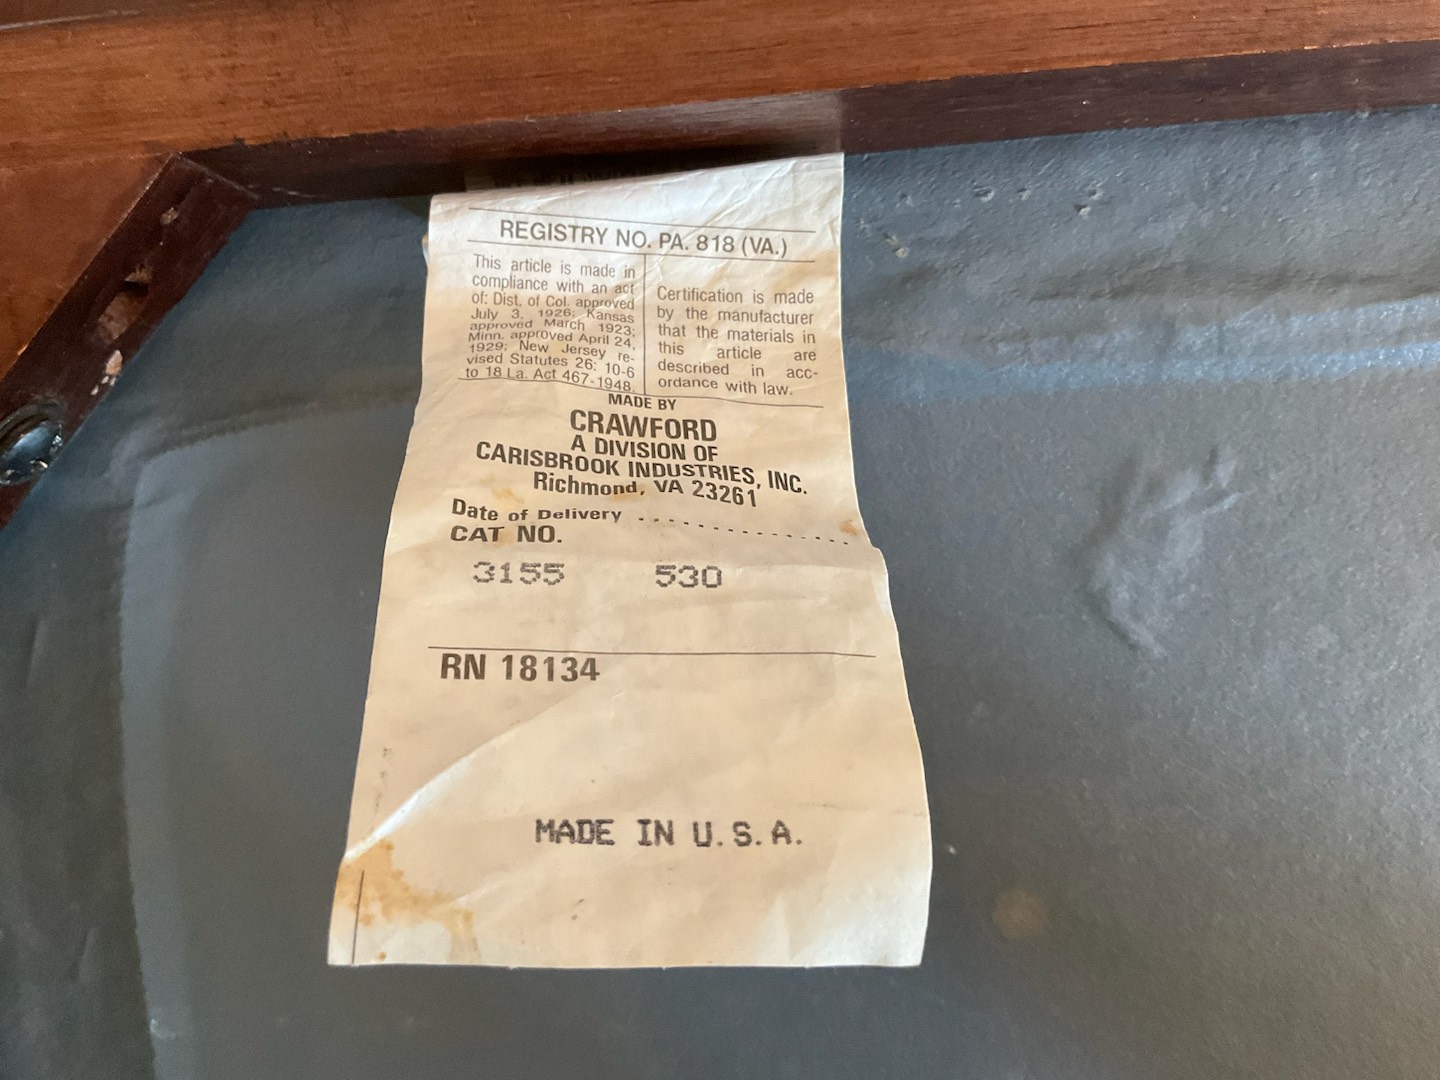 REGISTRY NO. PA. 818 (VA.)
This article is made in
compliance with an act
of: Dist. of Col. approved
July 3, 1926; Kansas
approved March 1923;
Minn. approved April 24,
1929; New Jersey re-
vised Statutes 26: 10-6
to 18 La. Act 467-1948.
Certification is made
by the manufacturer
that the materials in
this article are
described in acc-
ordance with law.
MADE BY
CRAWFORD
A DIVISION OF
CARISBROOK INDUSTRIES, INC.
Richmond, VA 23261
Date of Delivery ................
CAT NO.
3155 530
RN 18134
MADE IN U.S.A.